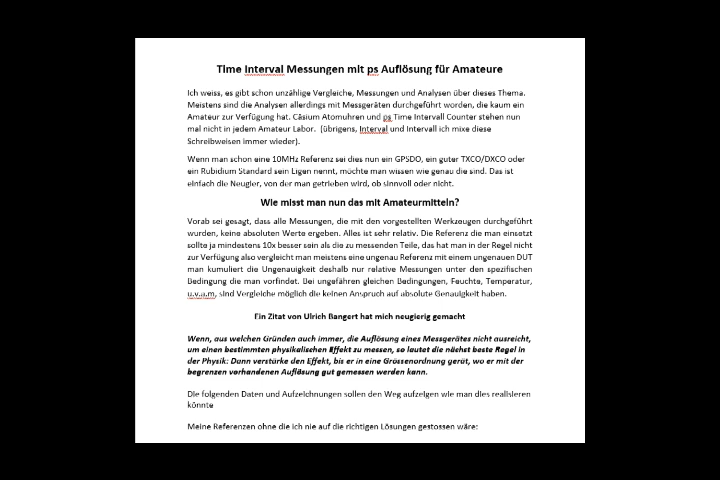 Time Interval Messungen mit ps Auflösung für Amateure
Ich weiss, es gibt schon unzählige Vergleiche, Messungen und Analysen über dieses Thema.
Meistens sind die Analysen allerdings mit Messgeräten durchgeführt worden, die kaum ein
Amateur zur Verfügung hat. Cäsium Atomuhren und ps Time Intervall Counter stehen nun
mal nicht in jedem Amateur Labor. (übrigens, Interval und Intervall ich mixe diese
Schreibweisen immer wieder).
Wenn man schon eine 10MHz Referenz sei dies nun ein GPSDO, ein guter TXCO/DXCO oder
ein Rubidium Standard sein Eigen nennt, möchte man wissen wie genau die sind. Das ist
einfach die Neugier, von der man getrieben wird, ob sinnvoll oder nicht.
Wie misst man nun das mit Amateurmitteln?
Vorab sei gesagt, dass alle Messungen, die mit den vorgestellten Werkzeugen durchgeführt
wurden, keine absoluten Werte ergeben. Alles ist sehr relativ. Die Referenz die man einsetzt
sollte ja mindestens 10x besser sein als die zu messenden Teile, das hat man in der Regel nicht
zur Verfügung also vergleicht man meistens eine ungenau Referenz mit einem ungenauen DUT
man kumuliert die Ungenauigkeit deshalb nur relative Messungen unter den spezifischen
Bedingung die man vorfindet. Bei ungefähren gleichen Bedingungen, Feuchte, Temperatur,
u.v.a.m, sind Vergleiche möglich die keinen Anspruch auf absolute Genauigkeit haben.
Ein Zitat von Ulrich Bangert hat mich neugierig gemacht
Wenn, aus welchen Gründen auch immer, die Auflösung eines Messgerätes nicht ausreicht,
um einen bestimmten physikalischen Effekt zu messen, so lautet die nächst beste Regel in
der Physik: Dann verstärke den Effekt, bis er in eine Grössenordnung gerät, wo er mit der
begrenzen vorhandenen Auflösung gut gemessen werden kann.
Die folgenden Daten und Aufzeichnungen sollen den Weg aufzeigen wie man dies realisieren
könnte
Meine Referenzen ohne die ich nie auf die richtigen Lösungen gestossen wäre: